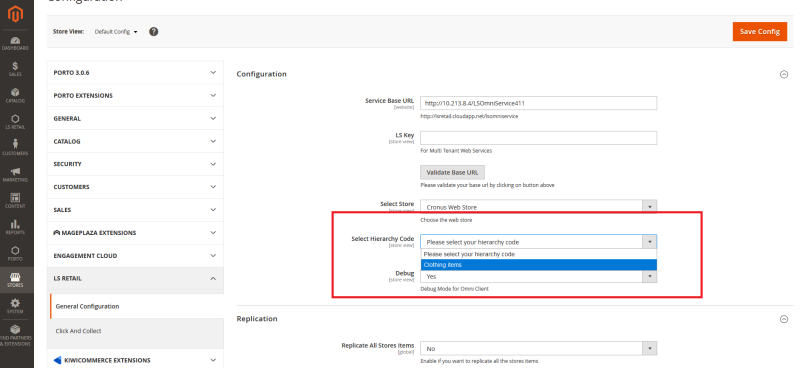 Configuration
Store View: Default Config ?
Save Config
DASHBOARD
$
SALES
CATALOG
LS RETAIL
CUSTOMERS
MARKETING
CONTENT
REPORTS
PORTO
STORES
SYSTEM
FIND PARTNERS
& EXTENSIONS
PORTO 3.0.6
PORTO EXTENSIONS
GENERAL
CATALOG
SECURITY
CUSTOMERS
SALES
MAGEPLAZA EXTENSIONS
ENGAGEMENT CLOUD
LS RETAIL
General Configuration
Click And Collect
KIWICOMMERCE EXTENSIONS
Configuration
Service Base URL
[website]
http://10.213.8.4/LSOmniService411
http://lsretail.cloudapp.net/lsomniservice
LS Key
[store view]
For Multi Tenant Web Services
Validate Base URL
Please validate your base url by clicking on button above
Select Store
[store view]
Cronus Web Store
Choose the web store
Select Hierarchy Code
[store view]
Please select your hierarchy code
Please select your hierarchy code
Clothing items
Debug
[store view]
Yes
Debug Mode for Omni Client
Replication
Replicate All Stores Items
[global]
No
Enable if you want to replicate all the stores items